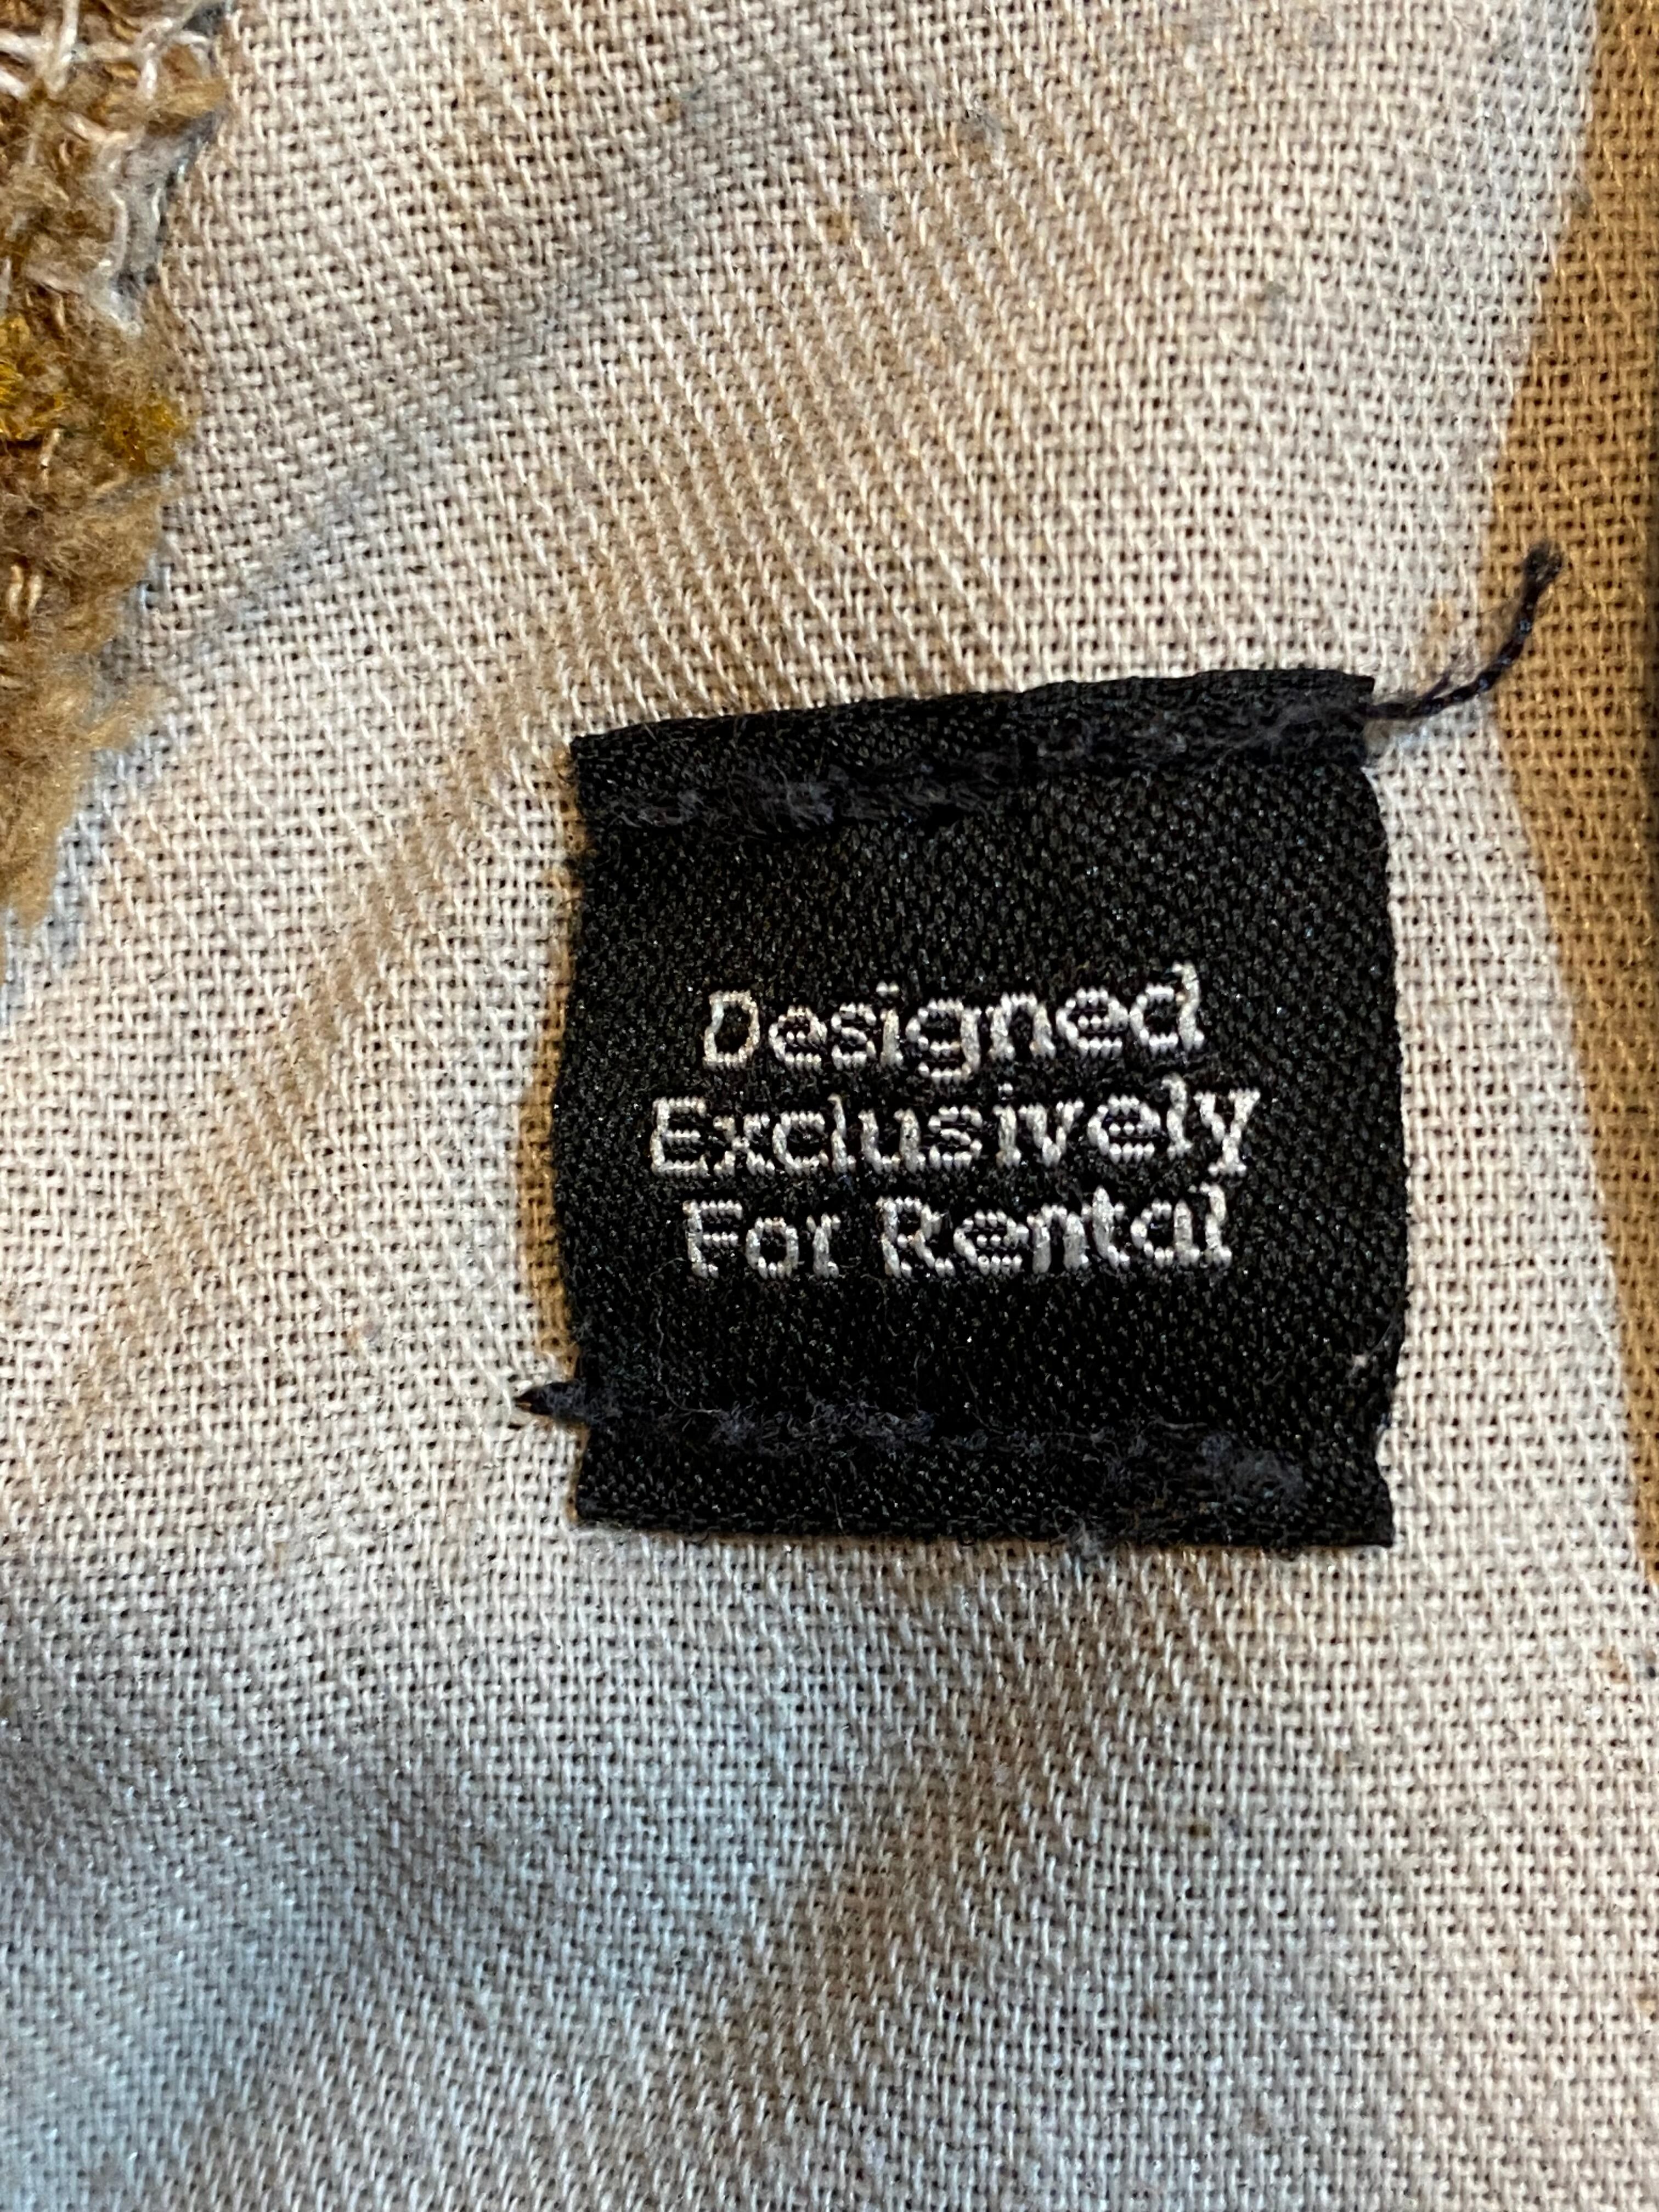 Designed
Exclusively
For Rental